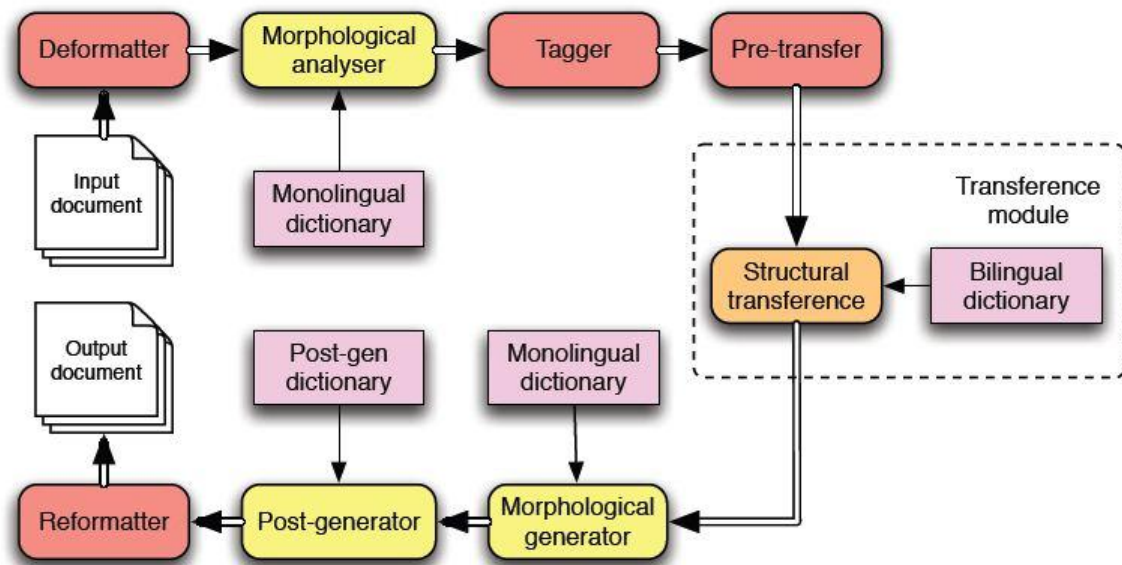 Deformatter
Morphological
analyser
Tagger
Pre-transfer
Input
document
Monolingual
dictionary
Transference
module
Structural
transference
Bilingual
dictionary
Output
document
Post-gen
dictionary
Monolingual
dictionary
Reformatter
Post-generator
Morphological
generator